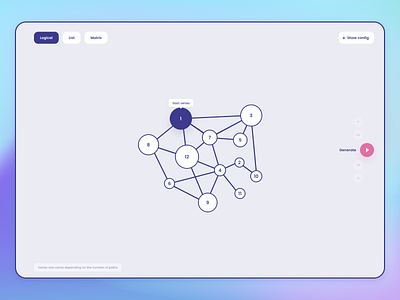 Logical
List
Matrix
Show config
Start vertex
1
3
7
5
8
12
2
4
10
6
11
9
Generate
Vertex size varies depending on the number of paths